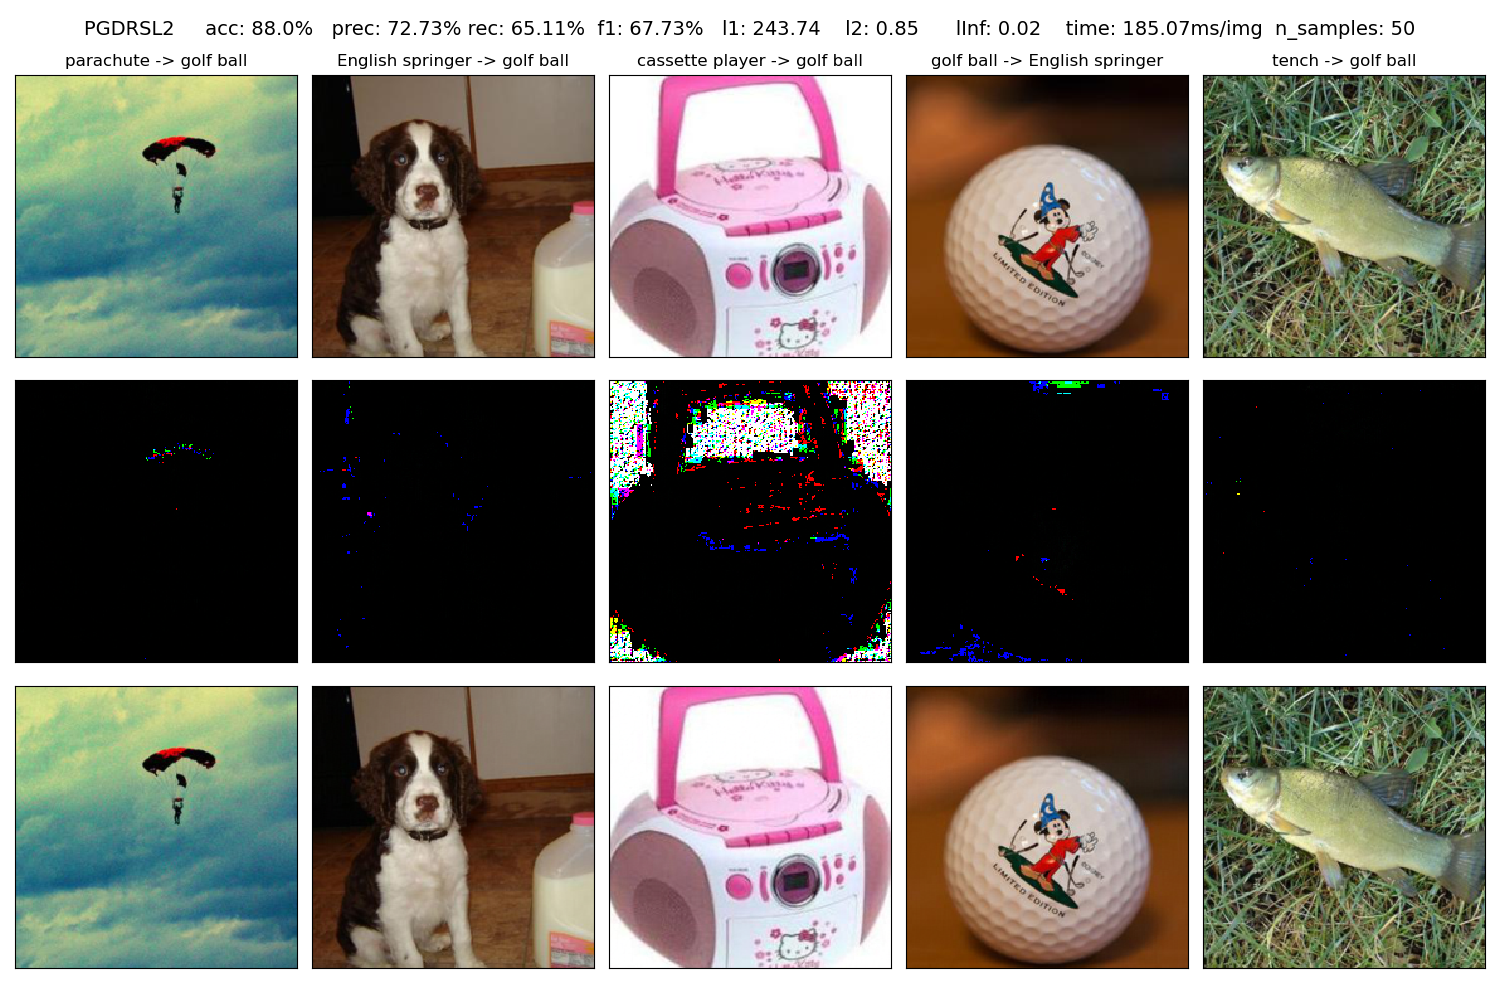 PGDRSL2 acc: 88.0% prec: 72.73% rec: 65.11% f1: 67.73% l1: 243.74 l2: 0.85 lInf: 0.02 time: 185.07ms/img n_samples: 50
parachute -> golf ball
English springer -> golf ball
cassette player -> golf ball
golf ball -> English springer
tench -> golf ball
Hello Kitty
LIMITED EDITION
LIMITED EDITION